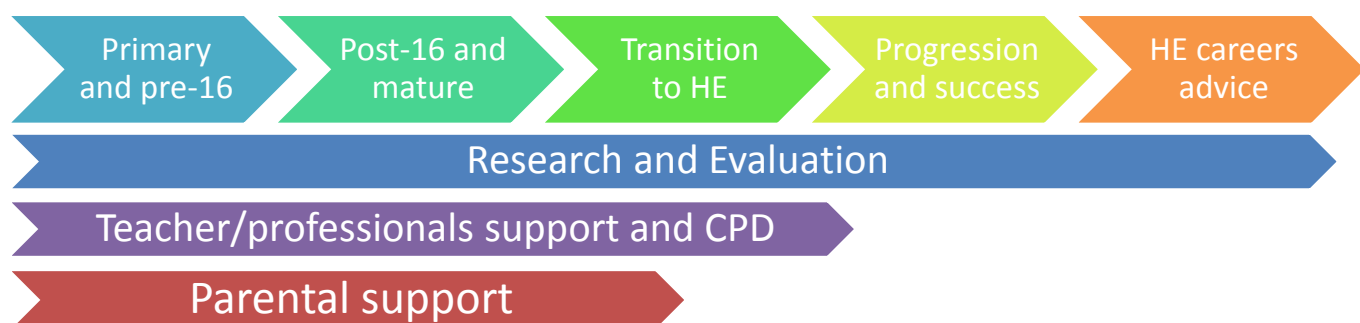 Primary
and pre-16
Post-16 and
mature
Transition
to HE
Progression
and success
HE careers
advice
Research and Evaluation
Teacher/professionals support and CPD
Parental support